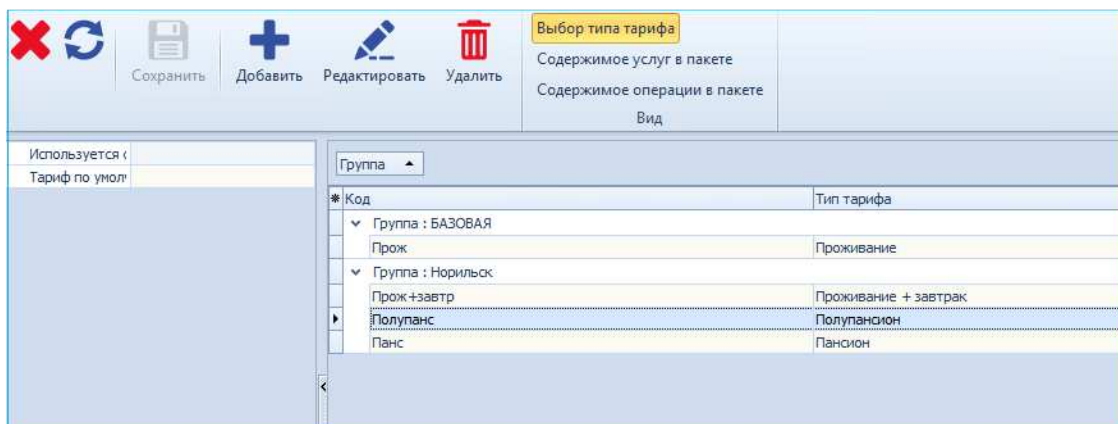 Сохранить
Добавить
Редактировать
Удалить
Выбор типа тарифа
Содержимое услуг в пакете
Содержимое операции в пакете
Вид
Используется
Тариф по умол
Группа
Код Тип тарифа
Группа : БАЗОВАЯ
Прож Проживание
Группа : Норильск
Прож+завтр Проживание + завтрак
Полупанс Полупансион
Панс Пансион